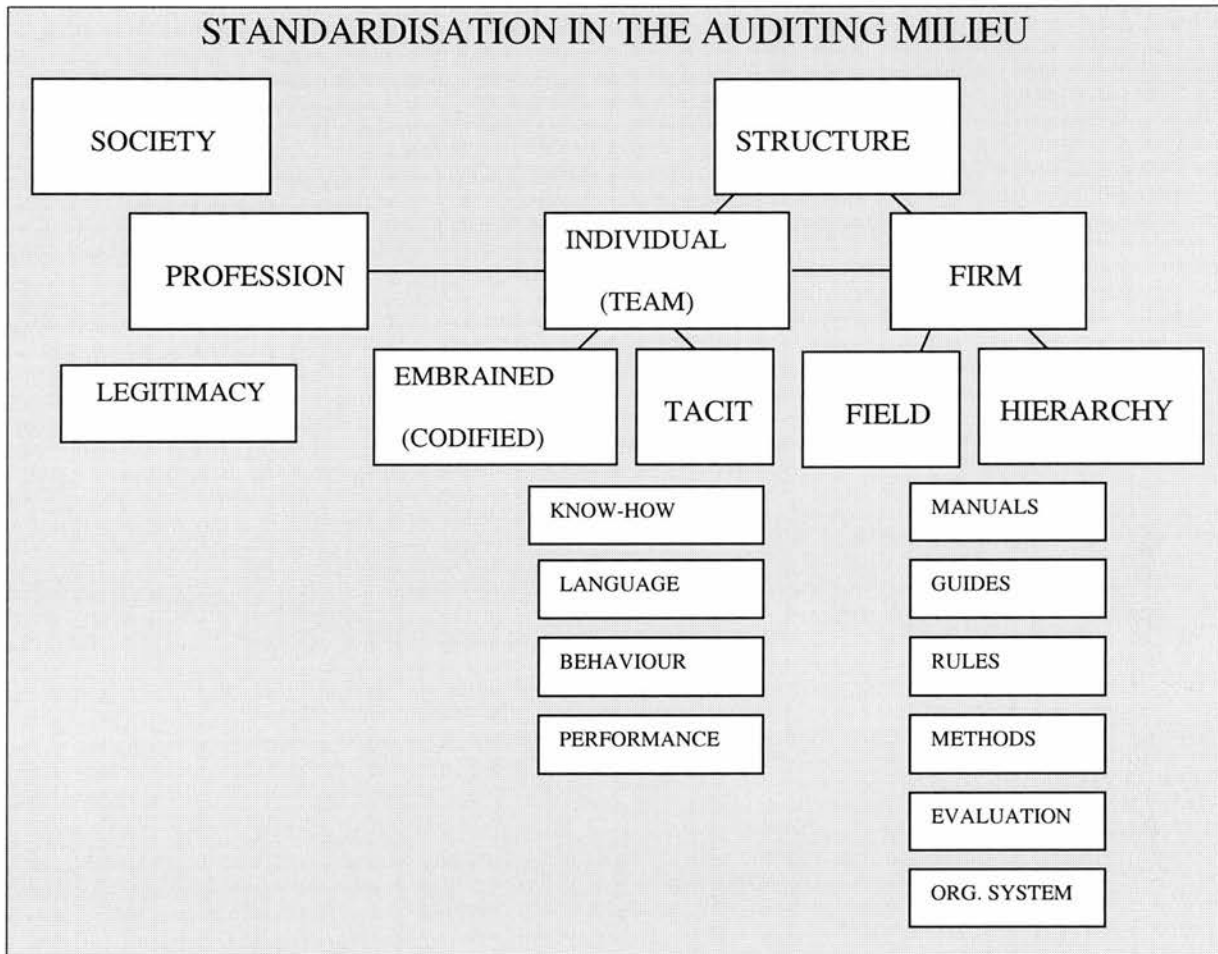 STANDARDISATION IN THE AUDITING MILIEU
SOCIETY
STRUCTURE
PROFESSION
INDIVIDUAL
(TEAM)
FIRM
LEGITIMACY
EMBRAINED
(CODIFIED)
TACIT
FIELD
HIERARCHY
KNOW-HOW
LANGUAGE
BEHAVIOUR
PERFORMANCE
MANUALS
GUIDES
RULES
METHODS
EVALUATION
ORG. SYSTEM